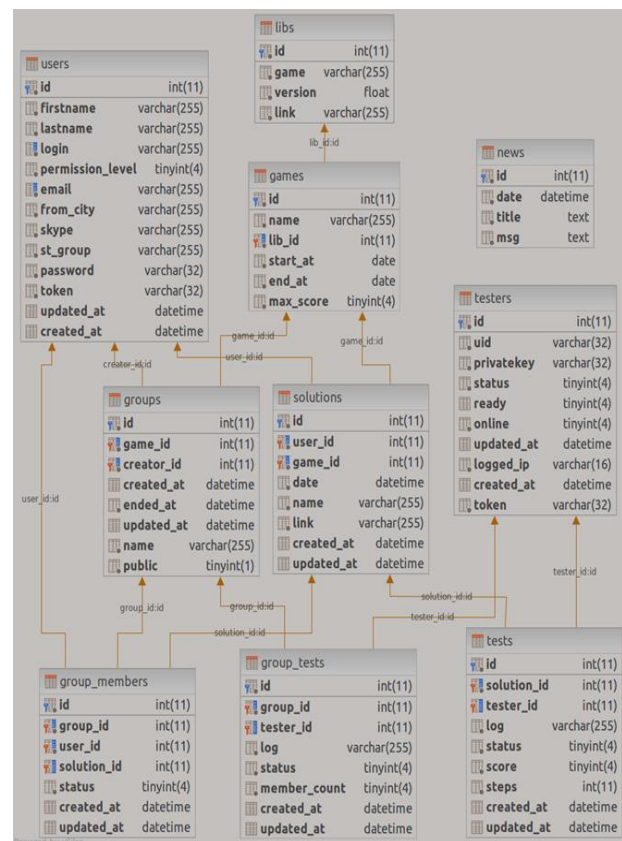 libs
id int(11)
game varchar(255)
version float
link varchar(255)
users
id int(11)
firstname varchar(255)
lastname varchar(255)
login varchar(255)
permission_level tinyint(4)
email varchar(255)
from_city varchar(255)
skype varchar(255)
st_group varchar(255)
password varchar(32)
token varchar(32)
updated_at datetime
created_at datetime
lib_id:id
games
id int(11)
name varchar(255)
lib_id int(11)
start_at date
end_at date
max_score tinyint(4)
news
id int(11)
date datetime
title text
msg text
testers
id int(11)
uid varchar(32)
privatekey varchar(32)
status tinyint(4)
ready tinyint(4)
online tinyint(4)
updated_at datetime
logged_ip varchar(16)
created_at datetime
token varchar(32)
game_id:id
game_id:id
creator_id:id
user_id:id
groups
id int(11)
game_id int(11)
creator_id int(11)
created_at datetime
ended_at datetime
updated_at datetime
name varchar(255)
public tinyint(1)
solutions
id int(11)
user_id int(11)
game_id int(11)
date datetime
name varchar(255)
link varchar(255)
created_at datetime
updated_at datetime
user_id:id
tester_id:id
solution_id:id
group_id:id
group_id:id
tester_id:id
solution_id:id
group_members
id int(11)
group_id int(11)
user_id int(11)
solution_id int(11)
status tinyint(4)
created_at datetime
updated_at datetime
group_tests
id int(11)
group_id int(11)
tester_id int(11)
log varchar(255)
status tinyint(4)
member_count tinyint(4)
created_at datetime
updated_at datetime
tests
id int(11)
solution_id int(11)
tester_id int(11)
log varchar(255)
status tinyint(4)
score tinyint(4)
steps int(11)
created_at datetime
updated_at datetime